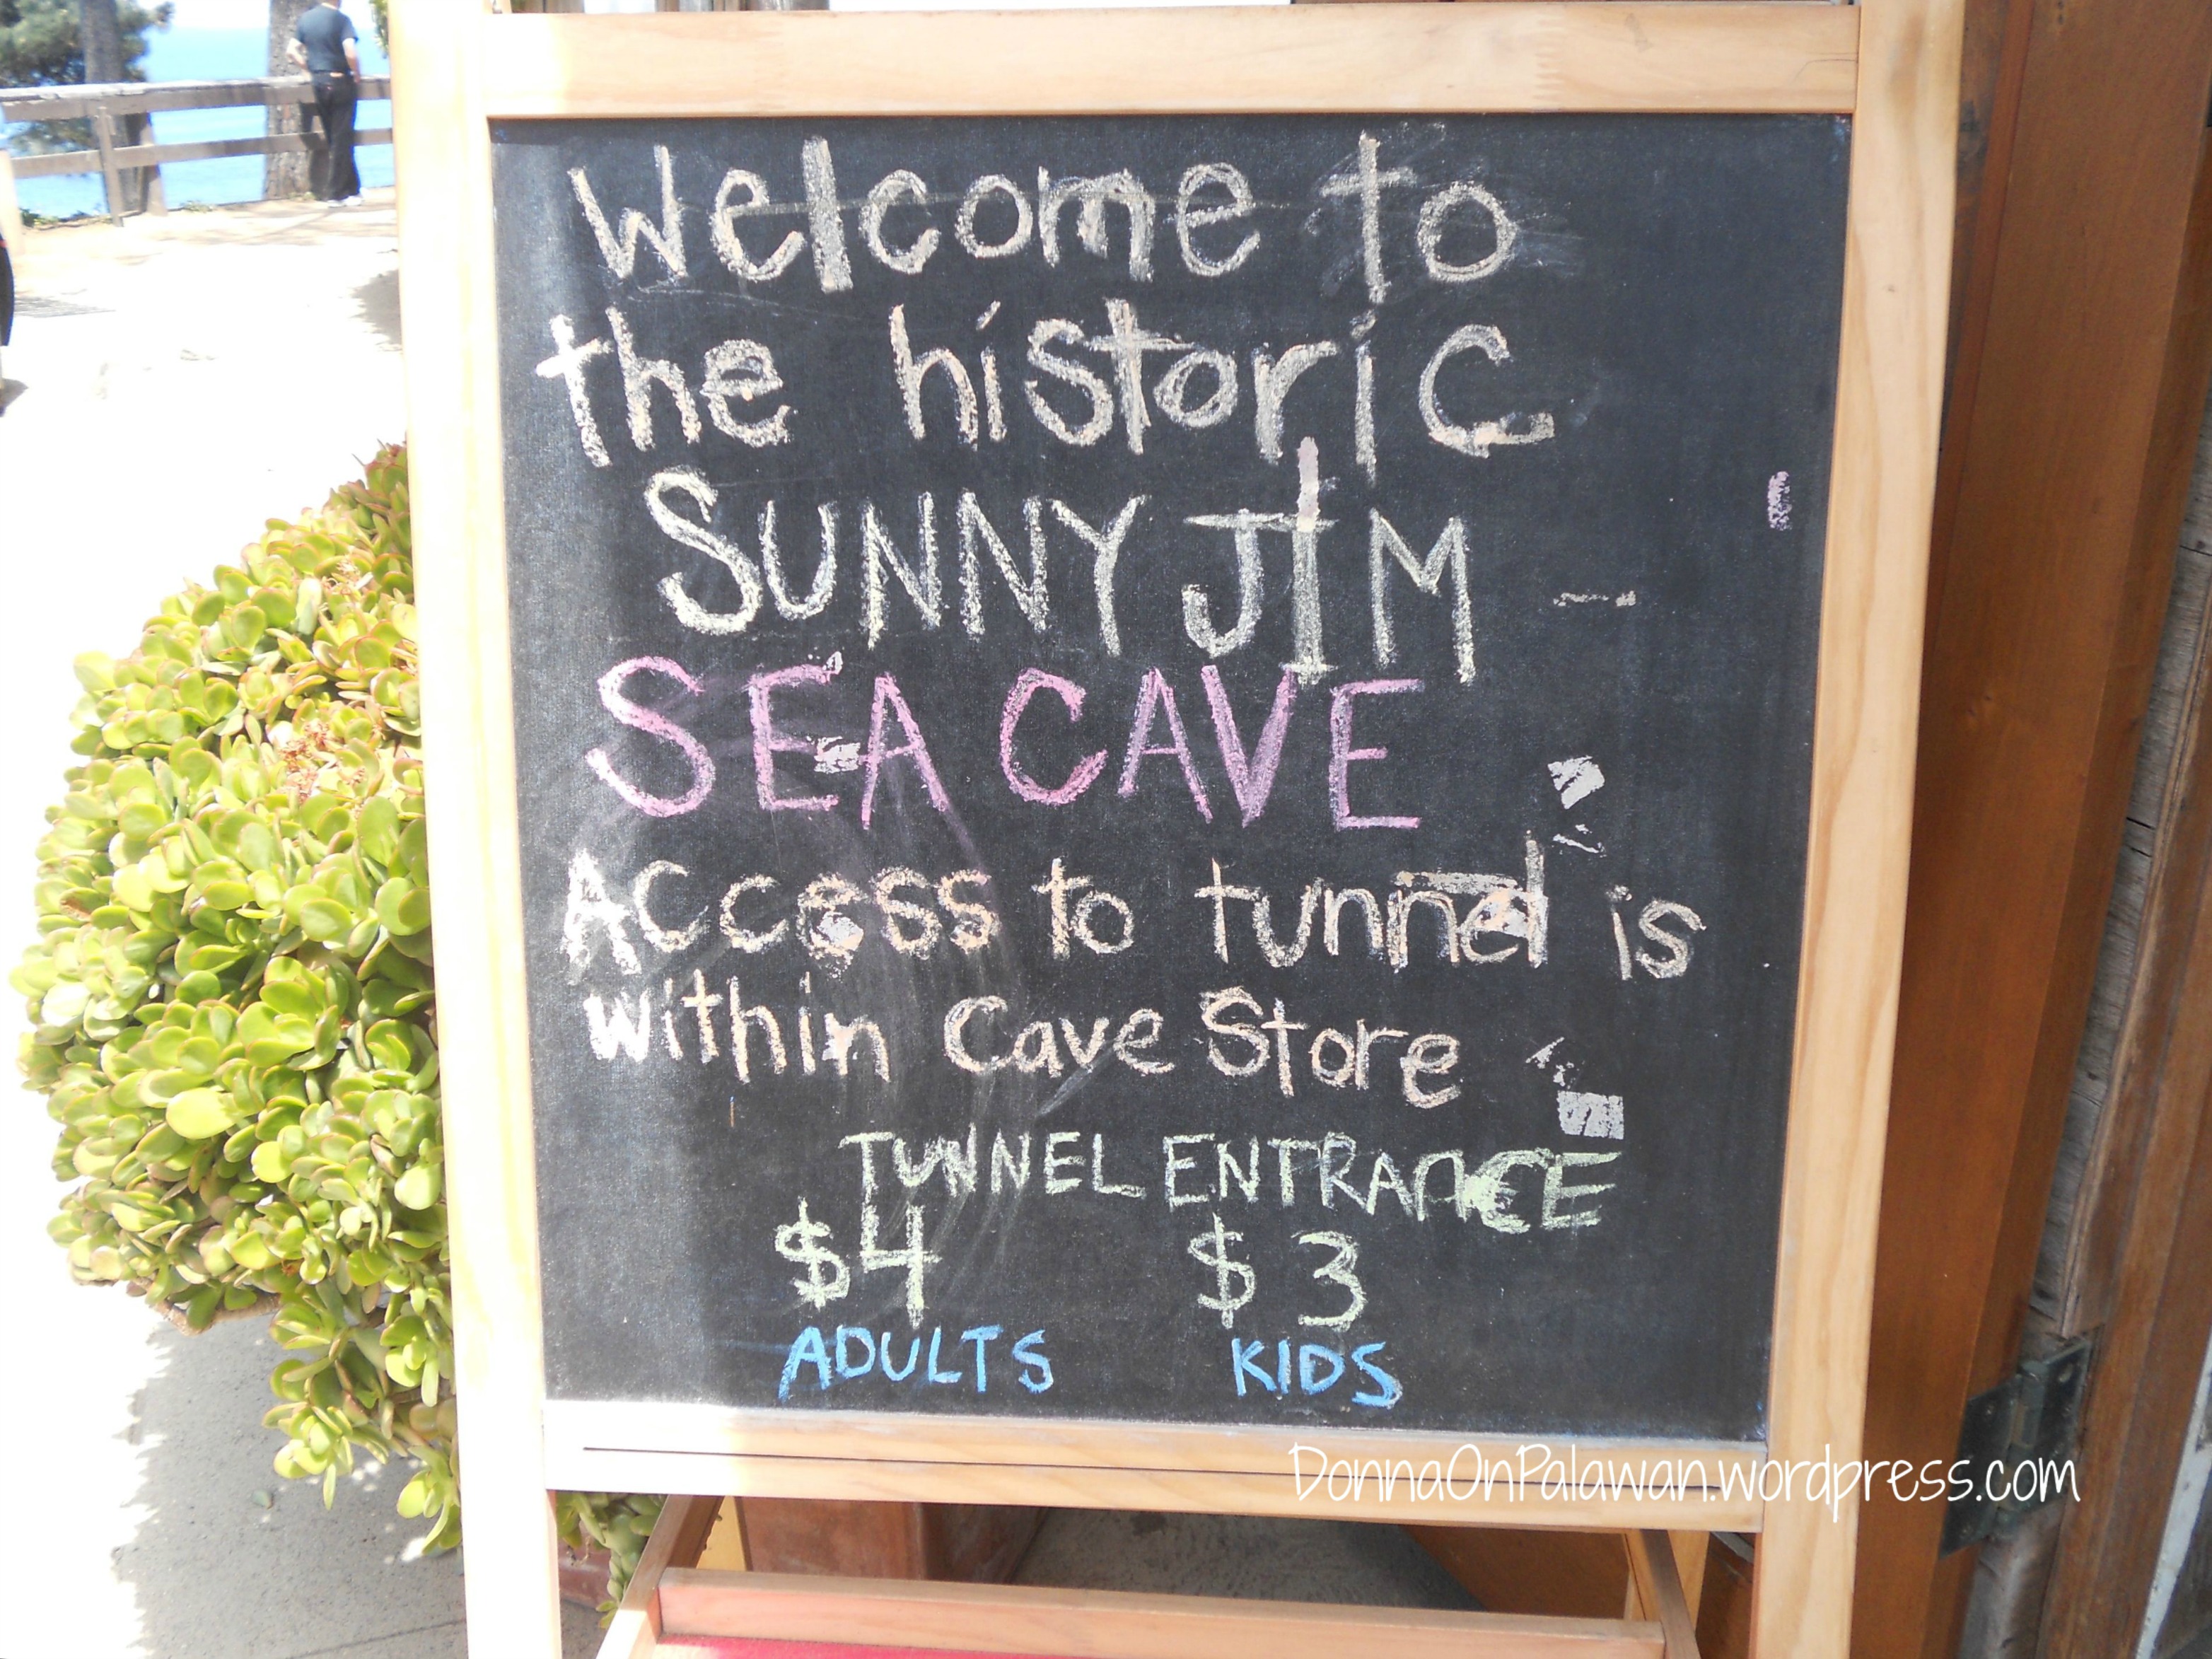 Welcome to
the historic
SUNNY JIM
SEA CAVE
Access to tunnel is
within Cave Store
TUNNEL ENTRANCE
$4 $3
ADULTS KIDS
DonnaOnPalawan.wordpress.com